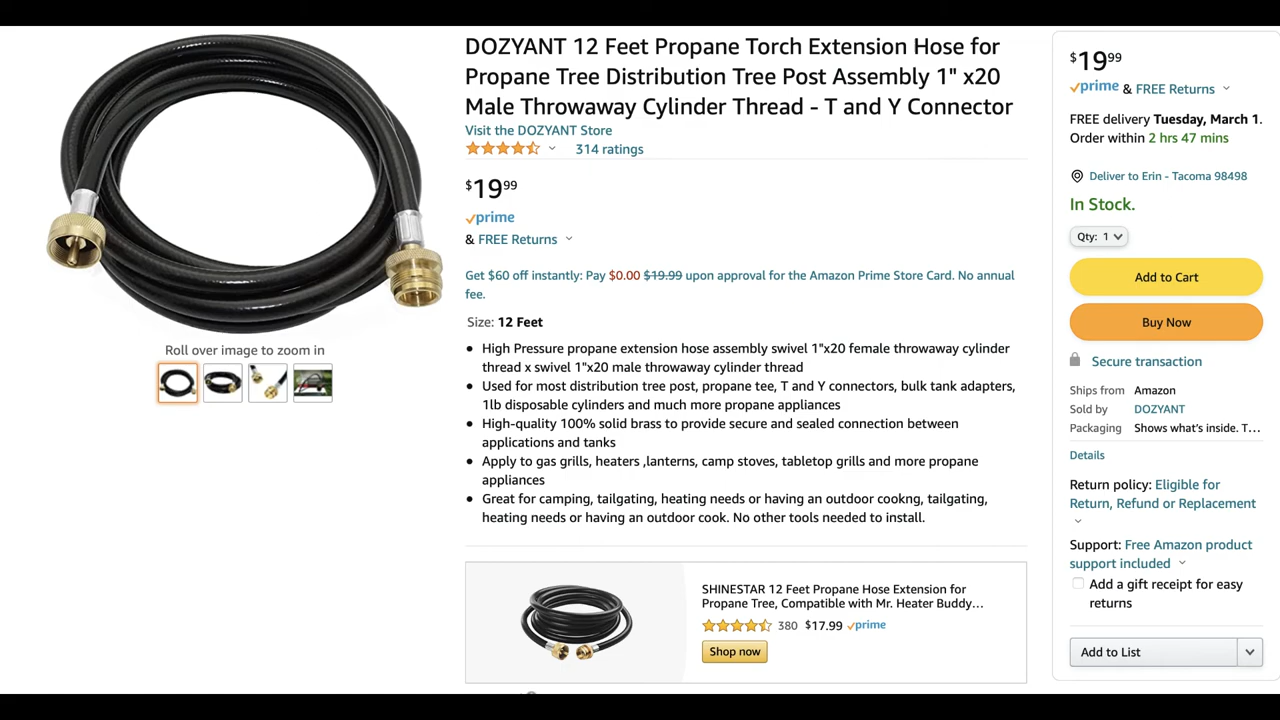 DOZYANT 12 Feet Propane Torch Extension Hose for
Propane Tree Distribution Tree Post Assembly 1" x20
Male Throwaway Cylinder Thread - T and Y Connector
Visit the DOZYANT Store
314 ratings
$19 99
prime
& FREE Returns
Get $60 off instantly: Pay $0.00 $19.99 upon approval for the Amazon Prime Store Card. No annual
fee.
Size: 12 Feet
• High Pressure propane extension hose assembly swivel 1"x20 female throwaway cylinder
thread x swivel 1"x20 male throwaway cylinder thread
• Used for most distribution tree post, propane tee, T and Y connectors, bulk tank adapters,
1lb disposable cylinders and much more propane appliances
• High-quality 100% solid brass to provide secure and sealed connection between
applications and tanks
• Apply to gas grills, heaters ,lanterns, camp stoves, tabletop grills and more propane
appliances
• Great for camping, tailgating, heating needs or having an outdoor cookng, tailgating,
heating needs or having an outdoor cook. No other tools needed to install.
Roll over image to zoom in
SHINESTAR 12 Feet Propane Hose Extension for
Propane Tree, Compatible with Mr. Heater Buddy...
380 $17.99 prime
Shop now
$19 99
prime & FREE Returns
FREE delivery Tuesday, March 1.
Order within 2 hrs 47 mins
Deliver to Erin - Tacoma 98498
In Stock.
Qty: 1
Add to Cart
Buy Now
Secure transaction
Ships from Amazon
Sold by DOZYANT
Packaging Shows what's inside. T...
Details
Return policy: Eligible for
Return, Refund or Replacement
Support: Free Amazon product
support included
Add a gift receipt for easy
returns
Add to List